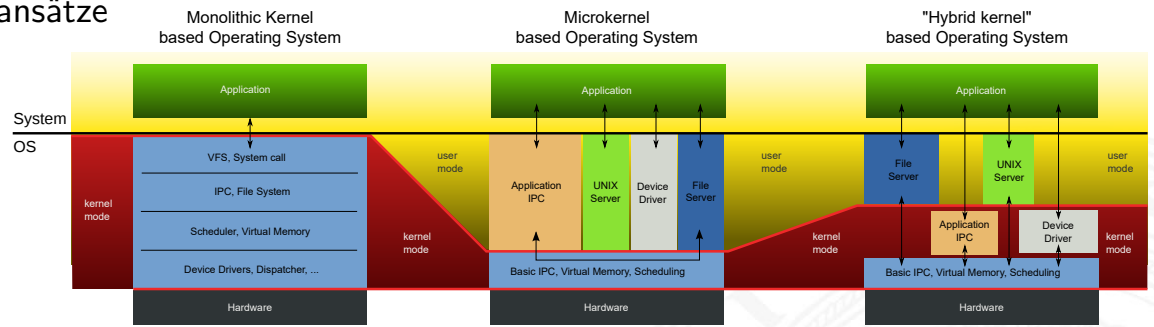 ansätze
Monolithic Kernel
based Operating System
Microkernel
based Operating System
"Hybrid kernel"
based Operating System
System
OS
Application
VFS, System call
IPC, File System
Scheduler, Virtual Memory
Device Drivers, Dispatcher, ...
Hardware
kernel
mode
kernel
mode
user
mode
Application
Application
IPC
UNIX
Server
Device
Driver
File
Server
Basic IPC, Virtual Memory, Scheduling
Hardware
user
mode
kernel
mode
Application
File
Server
UNIX
Server
Application
IPC
Device
Driver
Basic IPC, Virtual Memory, Scheduling
Hardware
user
mode
kernel
mode